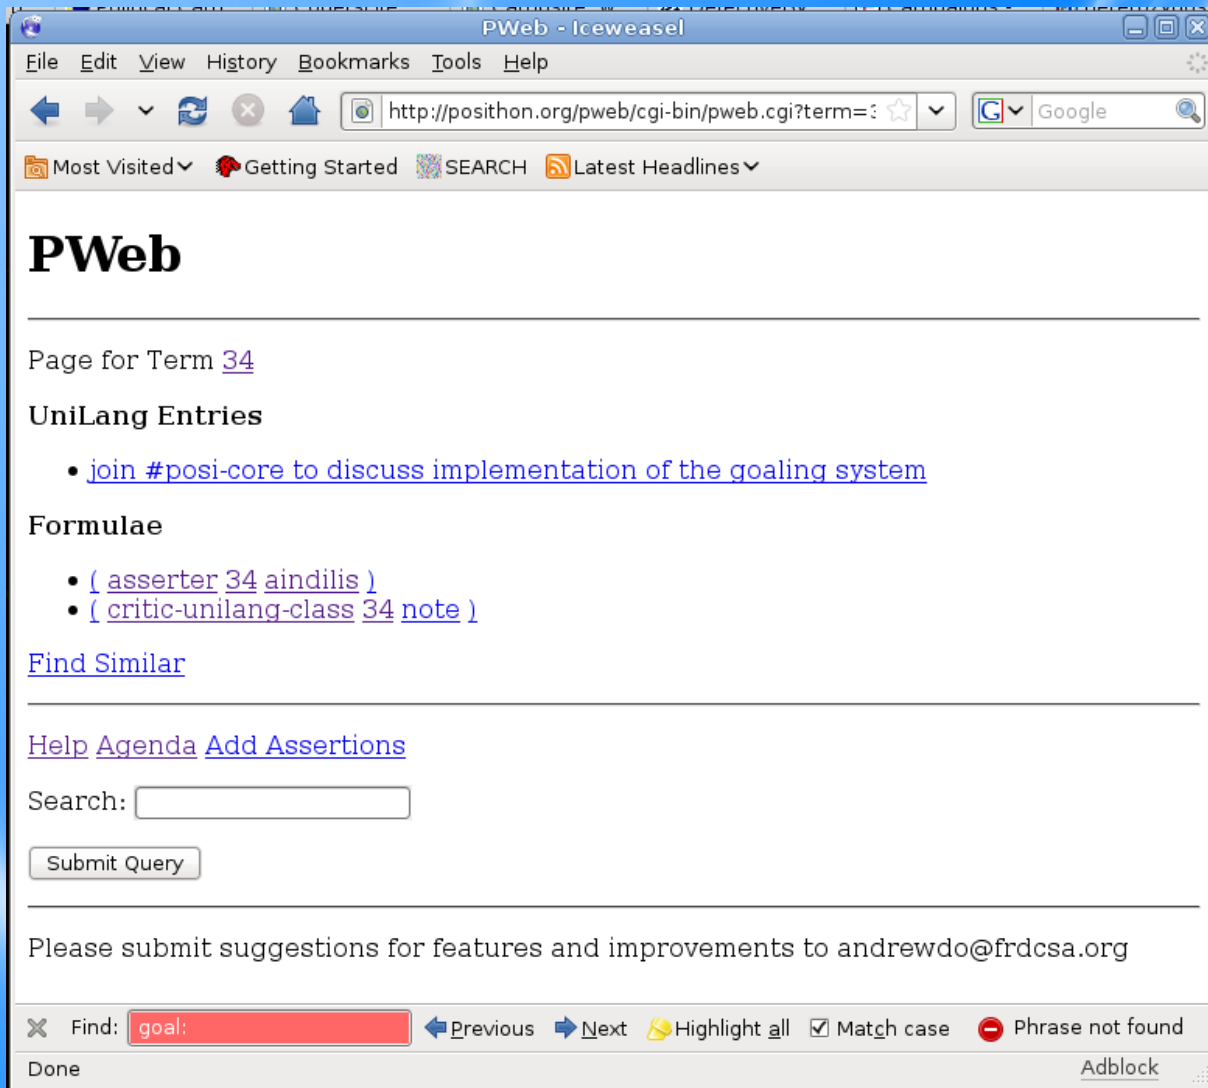 PWeb - Iceweasel
File Edit View History Bookmarks Tools Help
http://posithon.org/pweb/cgi-bin/pweb.cgi?term=3 Google
Most Visited Getting Started SEARCH Latest Headlines
PWeb
Page for Term 34
UniLang Entries
• join #posi-core to discuss implementation of the goaling system
Formulae
• ( asserter 34 aindilis )
• ( critic-unilang-class 34 note )
Find Similar
Help Agenda Add Assertions
Search:
Submit Query
Please submit suggestions for features and improvements to andrewdo@frdcsa.org
Find: goal: Previous Next Highlight all Match case Phrase not found
Done Adblock